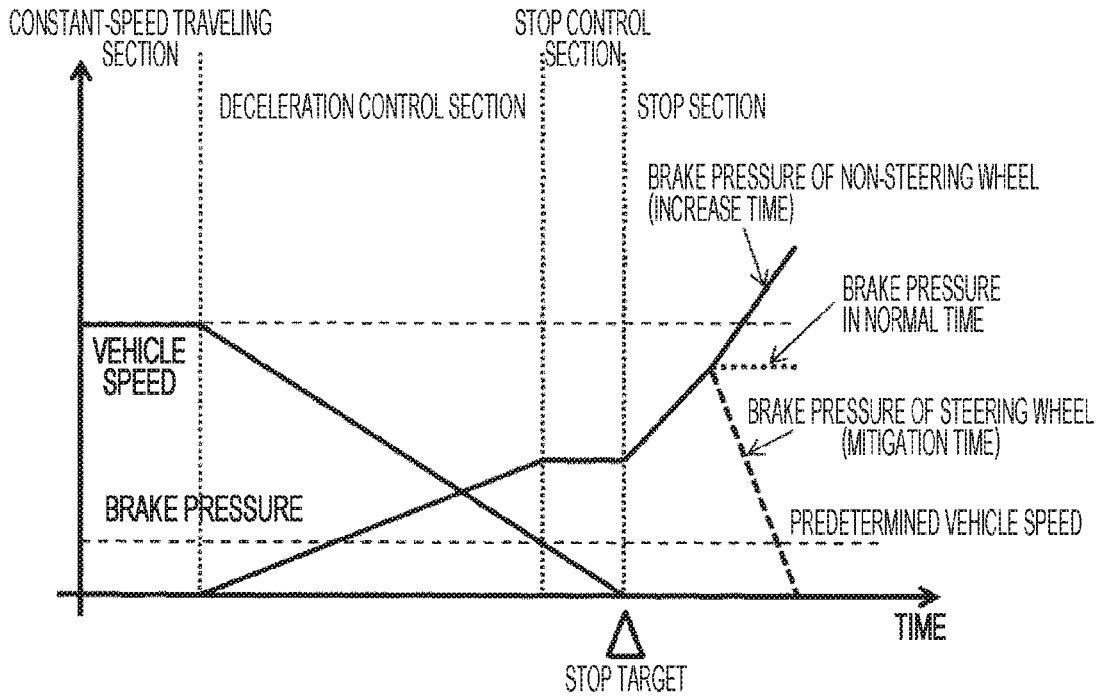 CONSTANT-SPEED TRAVELING
SECTION
STOP CONTROL
SECTION
DECELERATION CONTROL SECTION
STOP SECTION
BRAKE PRESSURE OF NON-STEERING WHEEL
(INCREASE TIME)
BRAKE PRESSURE
IN NORMAL TIME
VEHICLE
SPEED
BRAKE PRESSURE OF STEERING WHEEL
(MITIGATION TIME)
BRAKE PRESSURE
PREDETERMINED VEHICLE SPEED
TIME
STOP TARGET